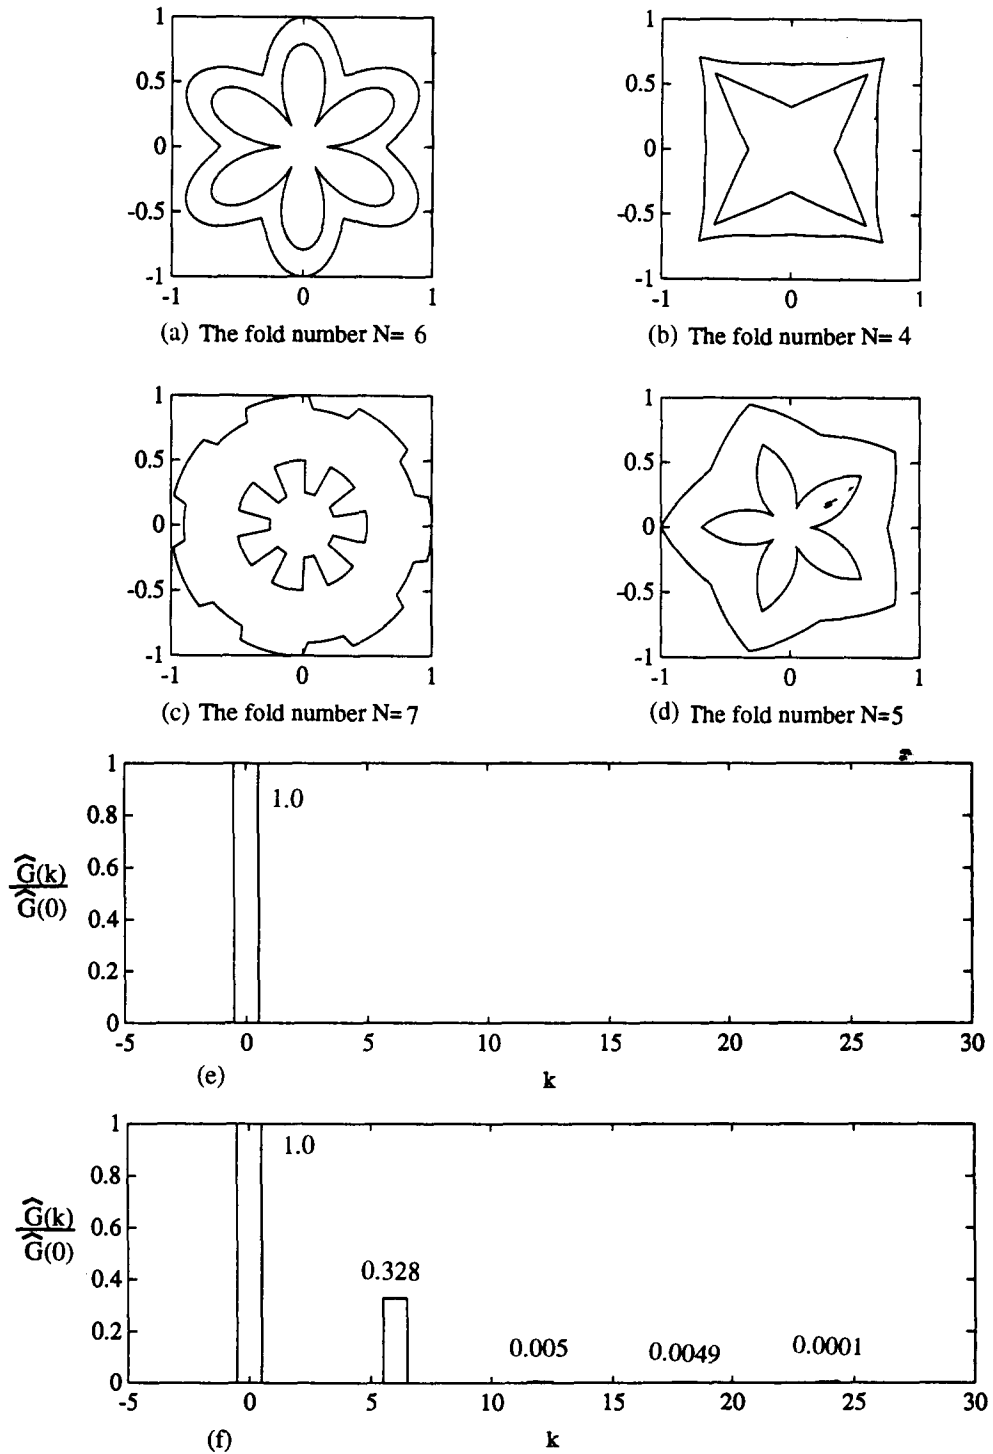 1
0.5
0
-0.5
-1
-1 0 1
(a) The fold number N= 6
1
0.5
0
-0.5
-1
-1 0 1
(b) The fold number N= 4
1
0.5
0
-0.5
-1
-1 0 1
(c) The fold number N= 7
1
0.5
0
-0.5
-1
-1 0 1
(d) The fold number N=5
1
0.8
0.6
0.4
0.2
0
1.0
Ĝ(k)
Ĝ(0)
-5 0 5 10 15 20 25 30
(e) k
1
0.8
0.6
0.4
0.2
0
1.0
Ĝ(k)
Ĝ(0)
0.328
0.005 0.0049 0.0001
-5 0 5 10 15 20 25 30
(f) k